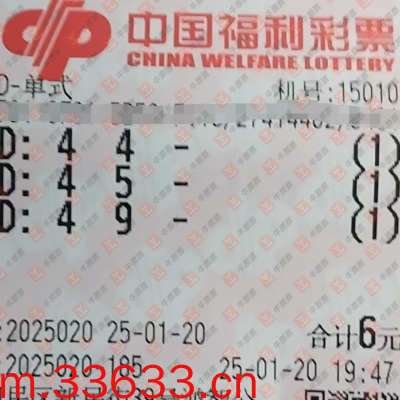 中国福利彩票
CHINA WELFARE LOTTERY
D-单式 机号:15010
D: 4 4 - (1)
D: 4 5 - (1)
D: 4 9 - (1)
:2025020 25-01-20 合计6元
:2025020 185 25-01-20 19:47
m.33633.cn